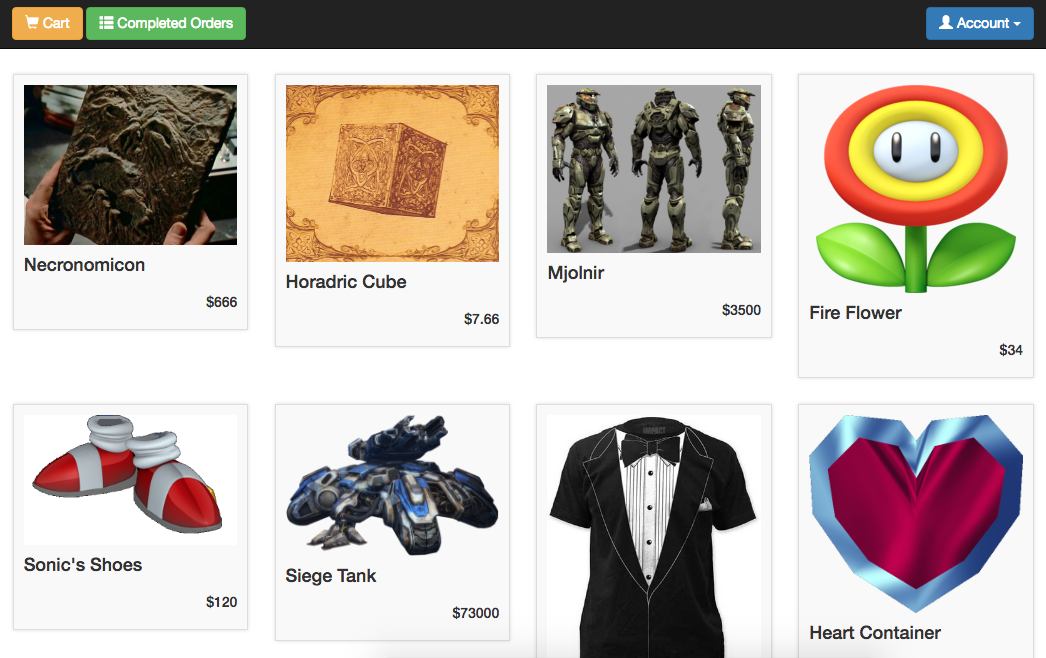 Cart
Completed Orders
Account
Necronomicon
$666
Horadric Cube
$7.66
Mjolnir
$3500
Fire Flower
$34
Sonic's Shoes
$120
Siege Tank
$73000
Heart Container